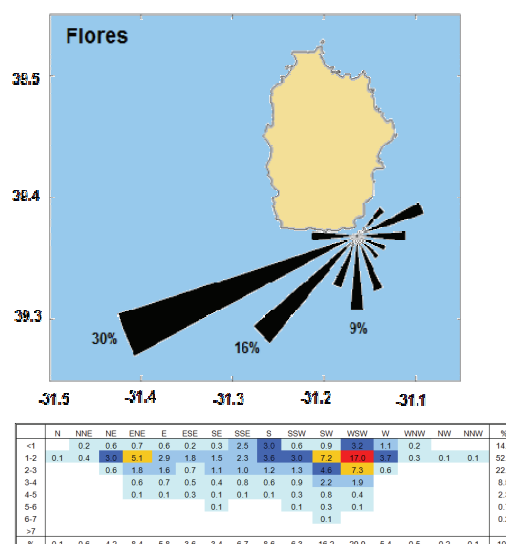 Flores
39.5
39.4
39.3
30%
16%
9%
-31.5 -31.4 -31.3 -31.2 -31.1
N NNE NE ENE E ESE SE SSE S SSW SW WSW W WNW NW NNW %
<1 0.2 0.6 0.7 0.6 0.2 0.3 2.5 3.0 0.6 0.9 3.2 1.1 0.2 14.
1-2 0.1 0.4 3.0 5.1 2.9 1.8 1.5 2.3 3.6 3.0 7.2 17.0 3.7 0.3 0.1 0.1 52.
2-3 0.6 1.8 1.6 0.7 1.1 1.0 1.2 1.3 4.6 7.3 0.6 22.
3-4 0.6 0.7 0.5 0.4 0.8 0.6 0.9 2.2 1.9 8.
4-5 0.1 0.1 0.3 0.1 0.1 0.1 0.3 0.8 0.4 2.
5-6 0.1 0.1 0.3 0.1 0.
6-7 0.1 0.
>7